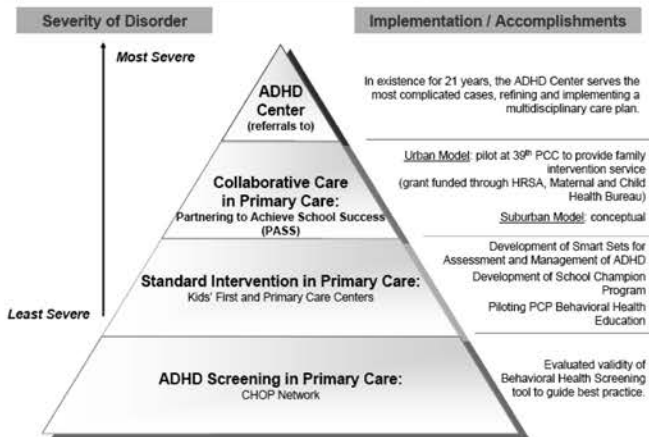 Severity of Disorder
Implementation / Accomplishments
Most Severe
ADHD
Center
(referrals to)
In existence for 21 years, the ADHD Center serves the
most complicated cases, refining and implementing a
multidisciplinary care plan.
Collaborative Care
in Primary Care:
Partnering to Achieve School Success
(PASS)
Urban Model: pilot at 39th PCC to provide family
intervention service
(grant funded through HRSA, Maternal and Child
Health Bureau)
Suburban Model: conceptual
Standard Intervention in Primary Care:
Kids' First and Primary Care Centers
Development of Smart Sets for
Assessment and Management of ADHD
Development of School Champion
Program
Piloting PCP Behavioral Health
Education
Least Severe
ADHD Screening in Primary Care:
CHOP Network
Evaluated validity of
Behavioral Health Screening
tool to guide best practice.